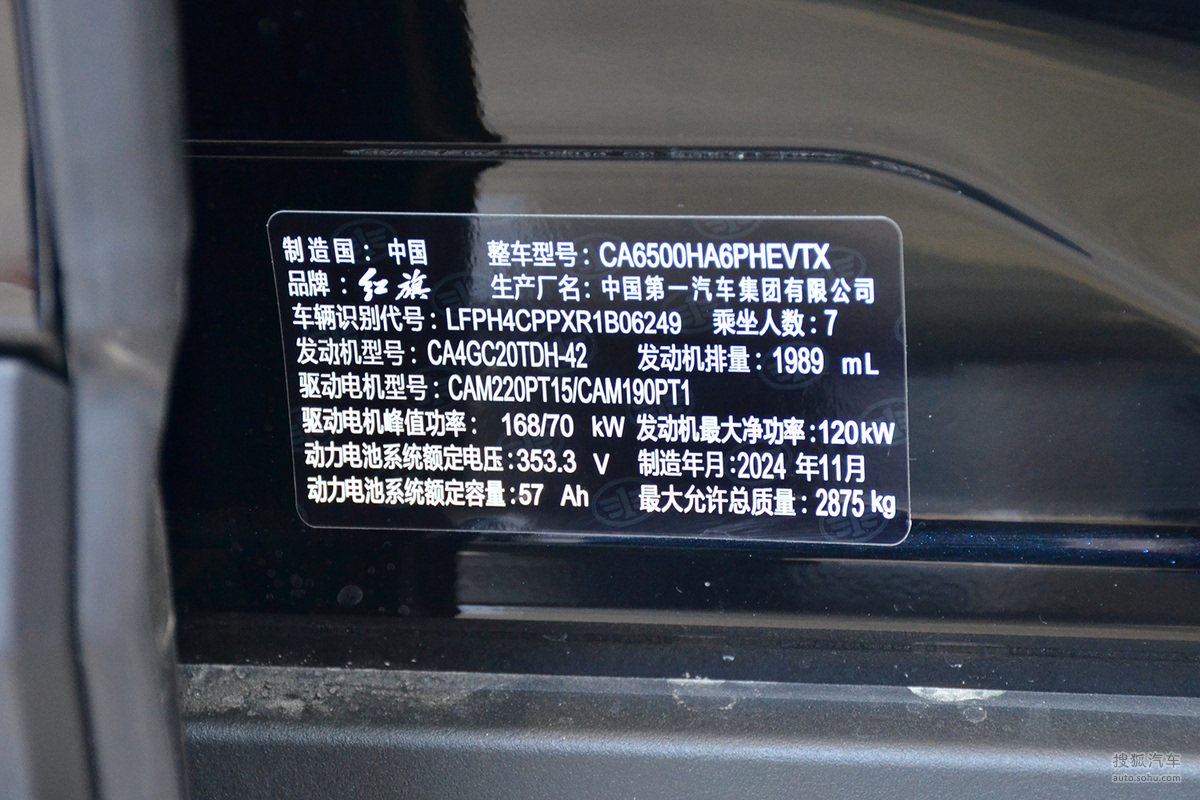 制造国：中国 整车型号：CA6500HA6PHEVTX
品牌：红旗 生产厂名：中国第一汽车集团有限公司
车辆识别代号：LFPH4CPPXR1B06249 乘坐人数：7
发动机型号：CA4GC20TDH-42 发动机排量：1989 mL
驱动电机型号：CAM220PT15/CAM190PT1
驱动电机峰值功率：168/70 kW 发动机最大净功率：120kW
动力电池系统额定电压：353.3 V 制造年月：2024 年11月
动力电池系统额定容量：57 Ah 最大允许总质量：2875 kg
搜狐汽车
auto.sohu.com